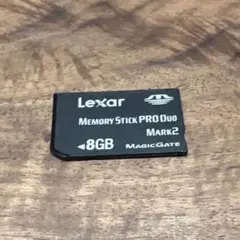 Lexar
MEMORY STICK PRO DUO
MARK2
◄8GB
MAGICGATE